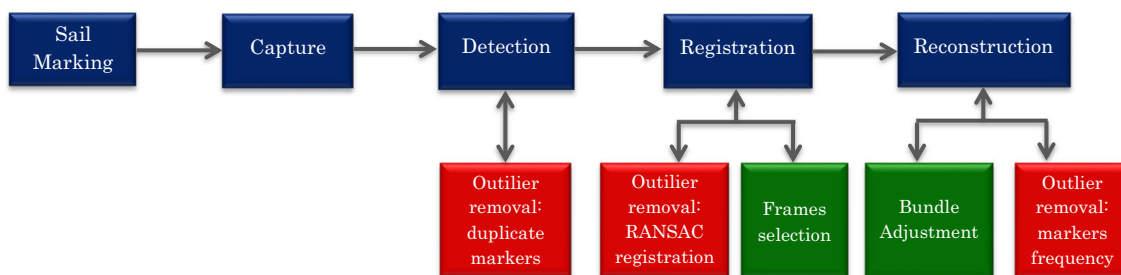 Sail
Marking
Capture
Detection
Registration
Reconstruction
Outilier
removal:
duplicate
markers
Outilier
removal:
RANSAC
registration
Frames
selection
Bundle
Adjustment
Outlier
removal:
markers
frequency